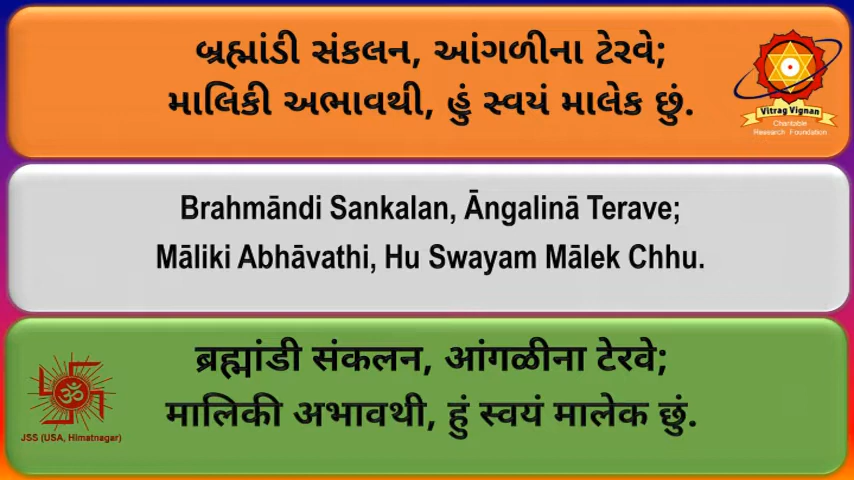 બ્રહ્માંડી સંકલન, આંગળીના ટેરવે;
માલિકી અભાવથી, હું સ્વયં માલેક છું.
Vitrag Vignan
Charitable
Research Foundation
Brahmāndi Sankalan, Āngalinā Terave;
Māliki Abhāvathi, Hu Swayam Mālek Chhu.
ब्रह्मांडी संकलन, आंगळीना टेरवे;
मालिकी अभावथी, हुं स्वयं मालेक छुं.
ॐ
JSS (USA, Himatnagar)